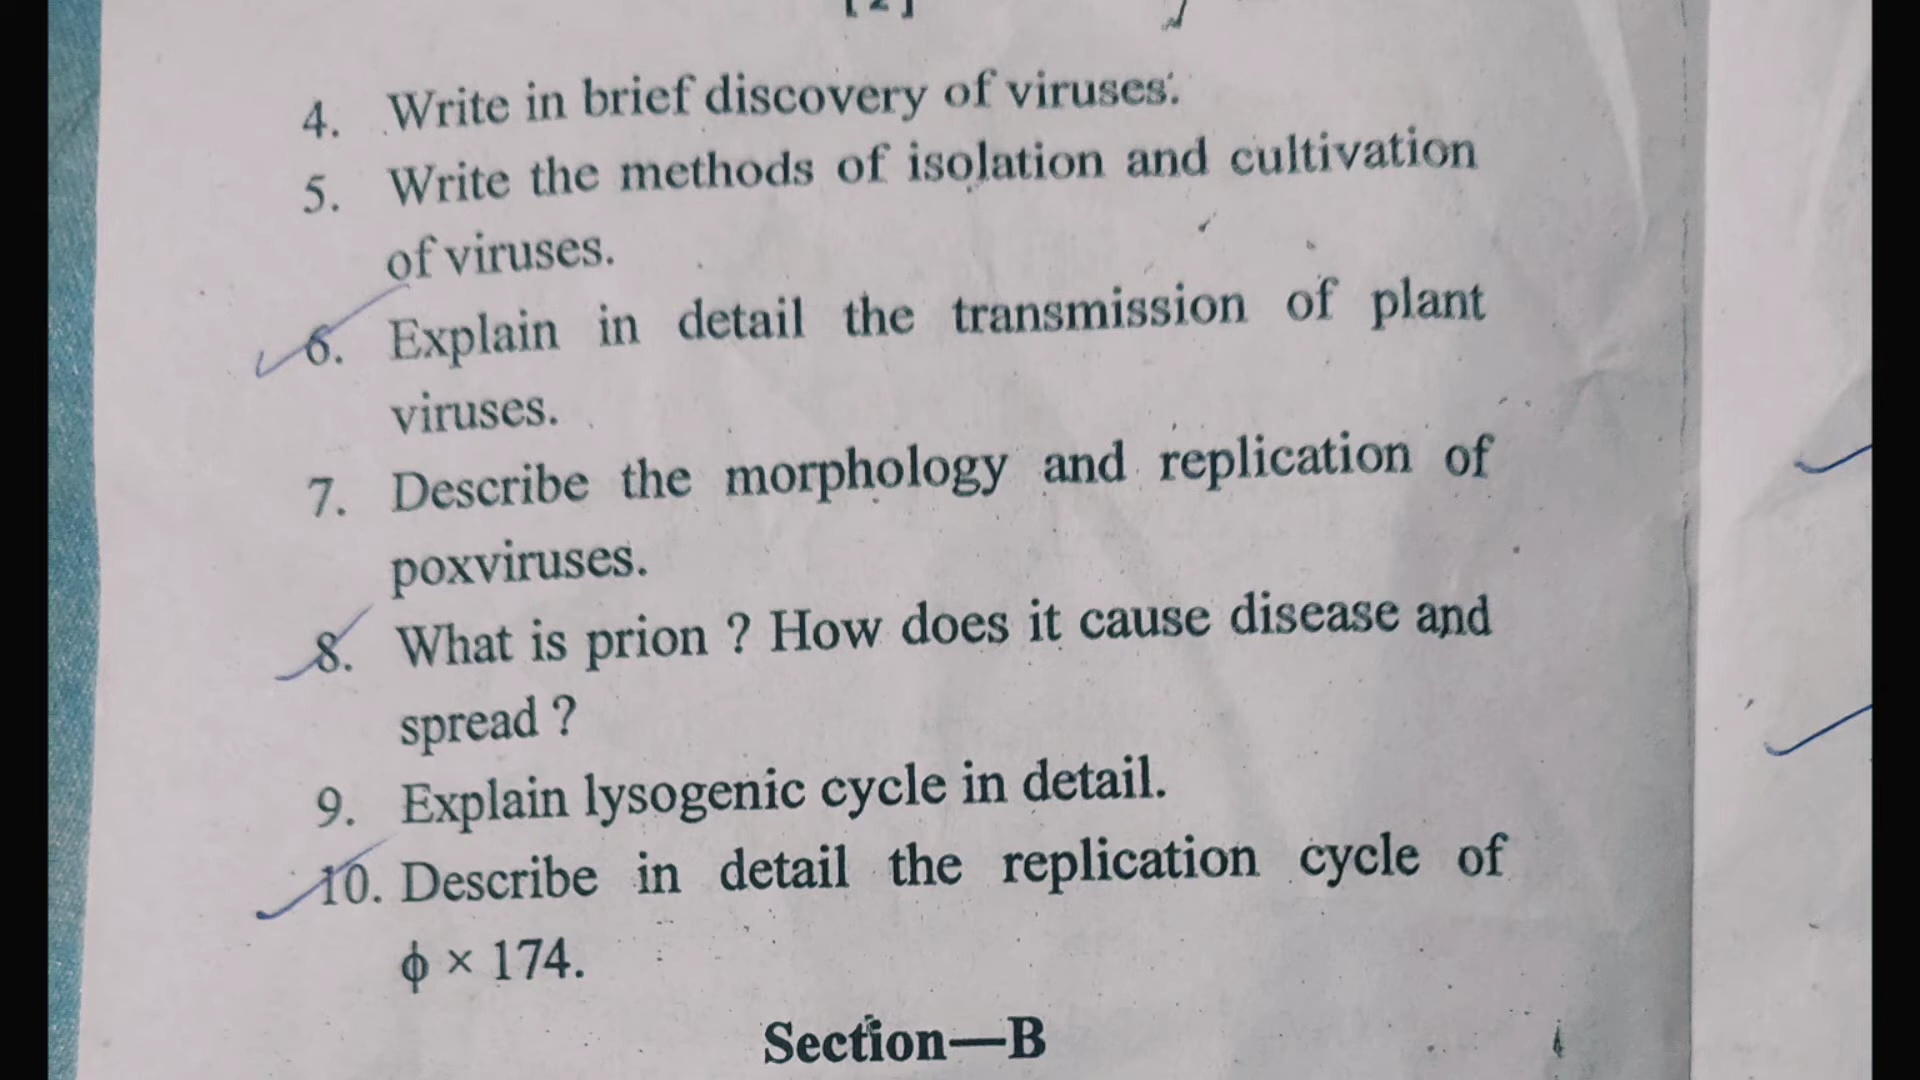 [2]
4. Write in brief discovery of viruses.
5. Write the methods of isolation and cultivation
of viruses.
6. Explain in detail the transmission of plant
viruses.
7. Describe the morphology and replication of
poxviruses.
8. What is prion ? How does it cause disease and
spread ?
9. Explain lysogenic cycle in detail.
10. Describe in detail the replication cycle of
ϕ × 174.
Section—B